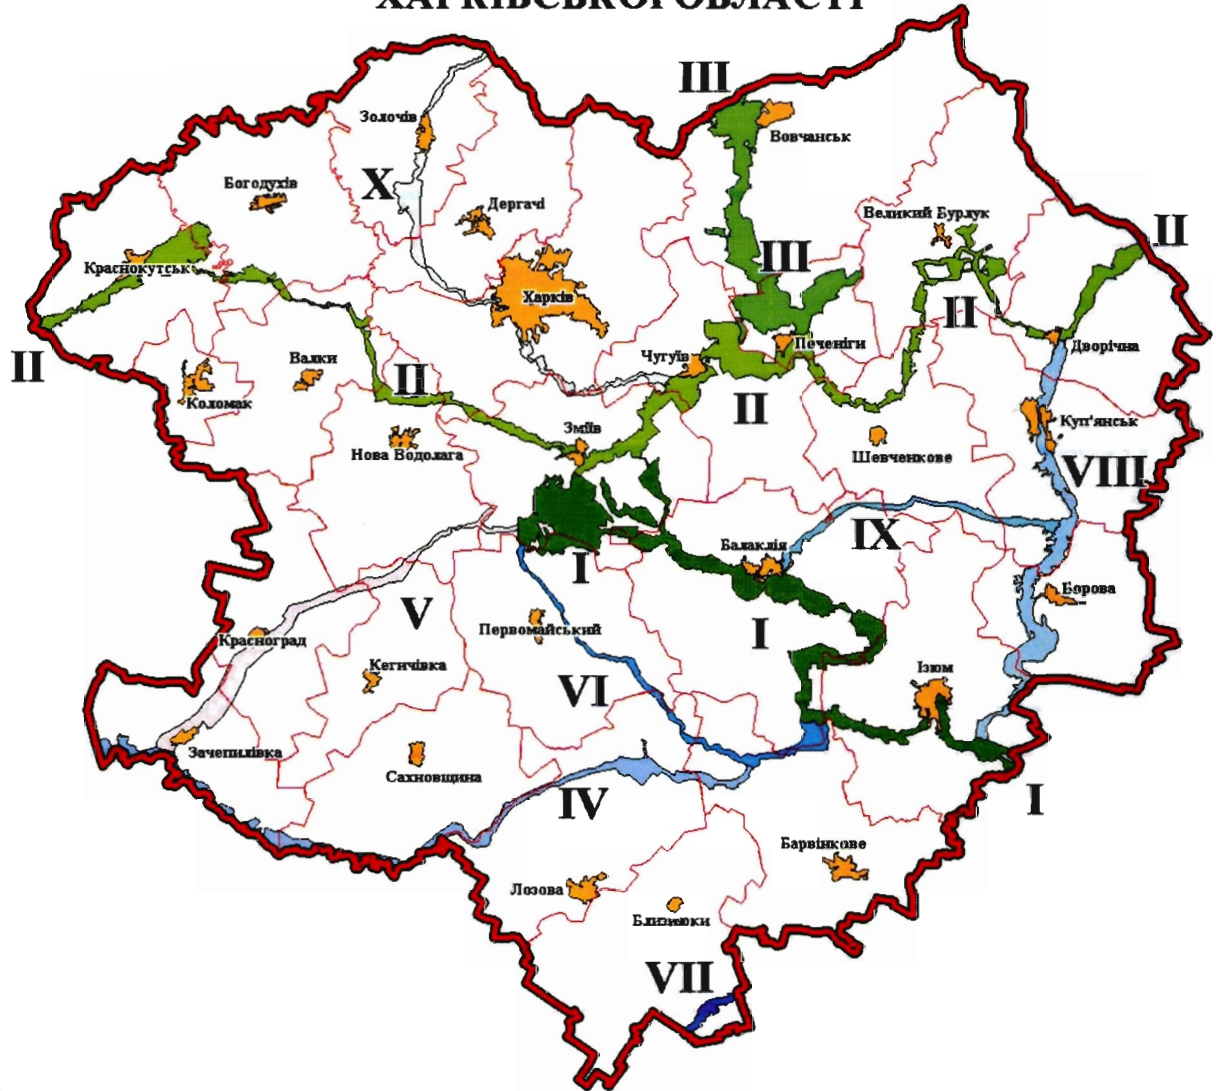 ХАРКІВСЬКОЇ ОБЛАСТІ
III
Золочів
Вовчанськ
X
Богодухів
Дергачі
Великий Бурлук
II
Краснокутськ
III
Харків
II
Печеніги
Дворічна
II
Валки
Чугуїв
Коломак
II
II
Зміїв
Куп'янськ
Нова Водолага
Шевченкове
VIII
IX
Балаклія
I
Борова
V
Первомайський
I
Красноград
Кегичівка
Ізюм
VI
Зачепилівка
Сахновщина
IV
I
Барвінкове
Лозова
Близнюки
VII